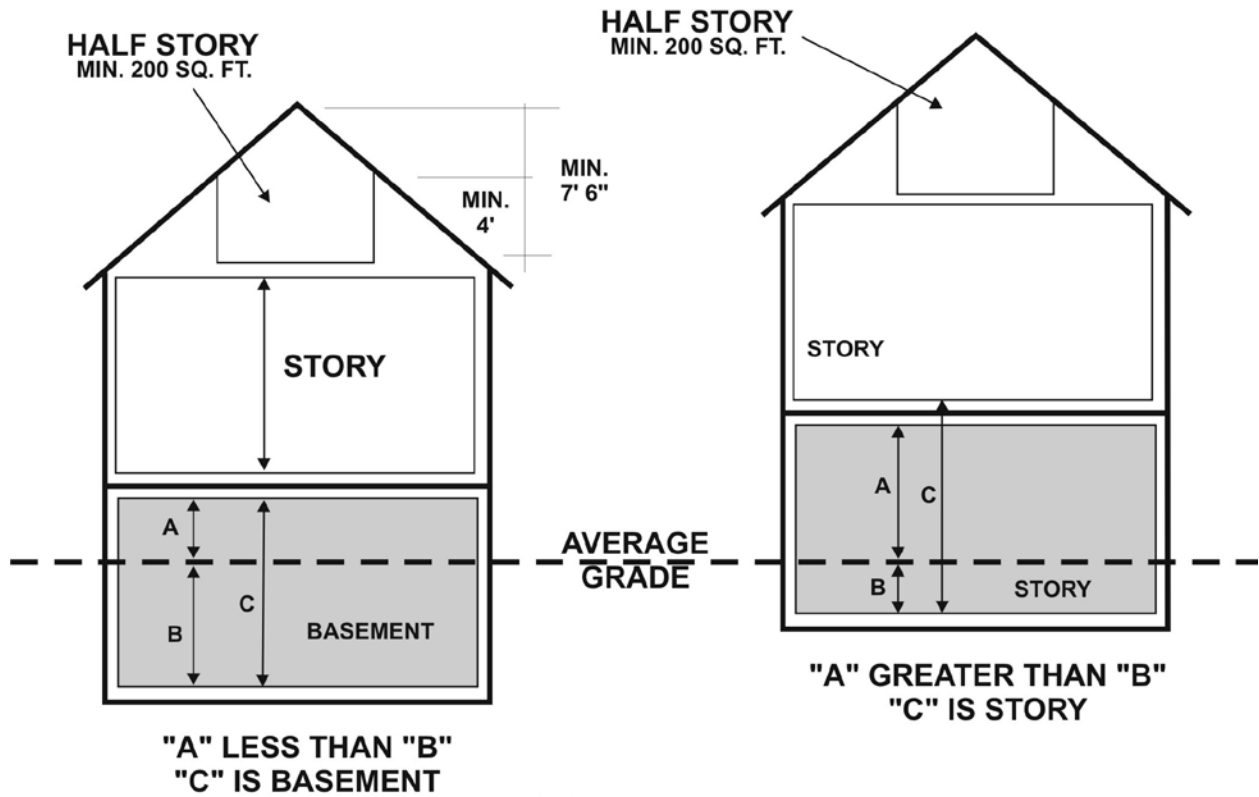 HALF STORY
MIN. 200 SQ. FT.
MIN.
7' 6"
MIN.
4'
STORY
A
B
C
BASEMENT
"A" LESS THAN "B"
"C" IS BASEMENT
AVERAGE
GRADE
HALF STORY
MIN. 200 SQ. FT.
STORY
A
C
B
STORY
"A" GREATER THAN "B"
"C" IS STORY